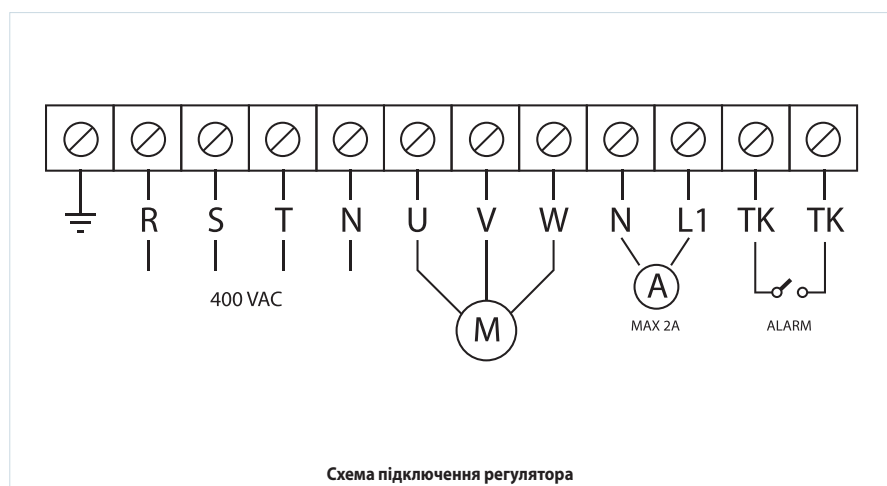 R S T N U V W N L1 TK TK
400 VAC
A
M
MAX 2A
ALARM
Схема підключення регулятора